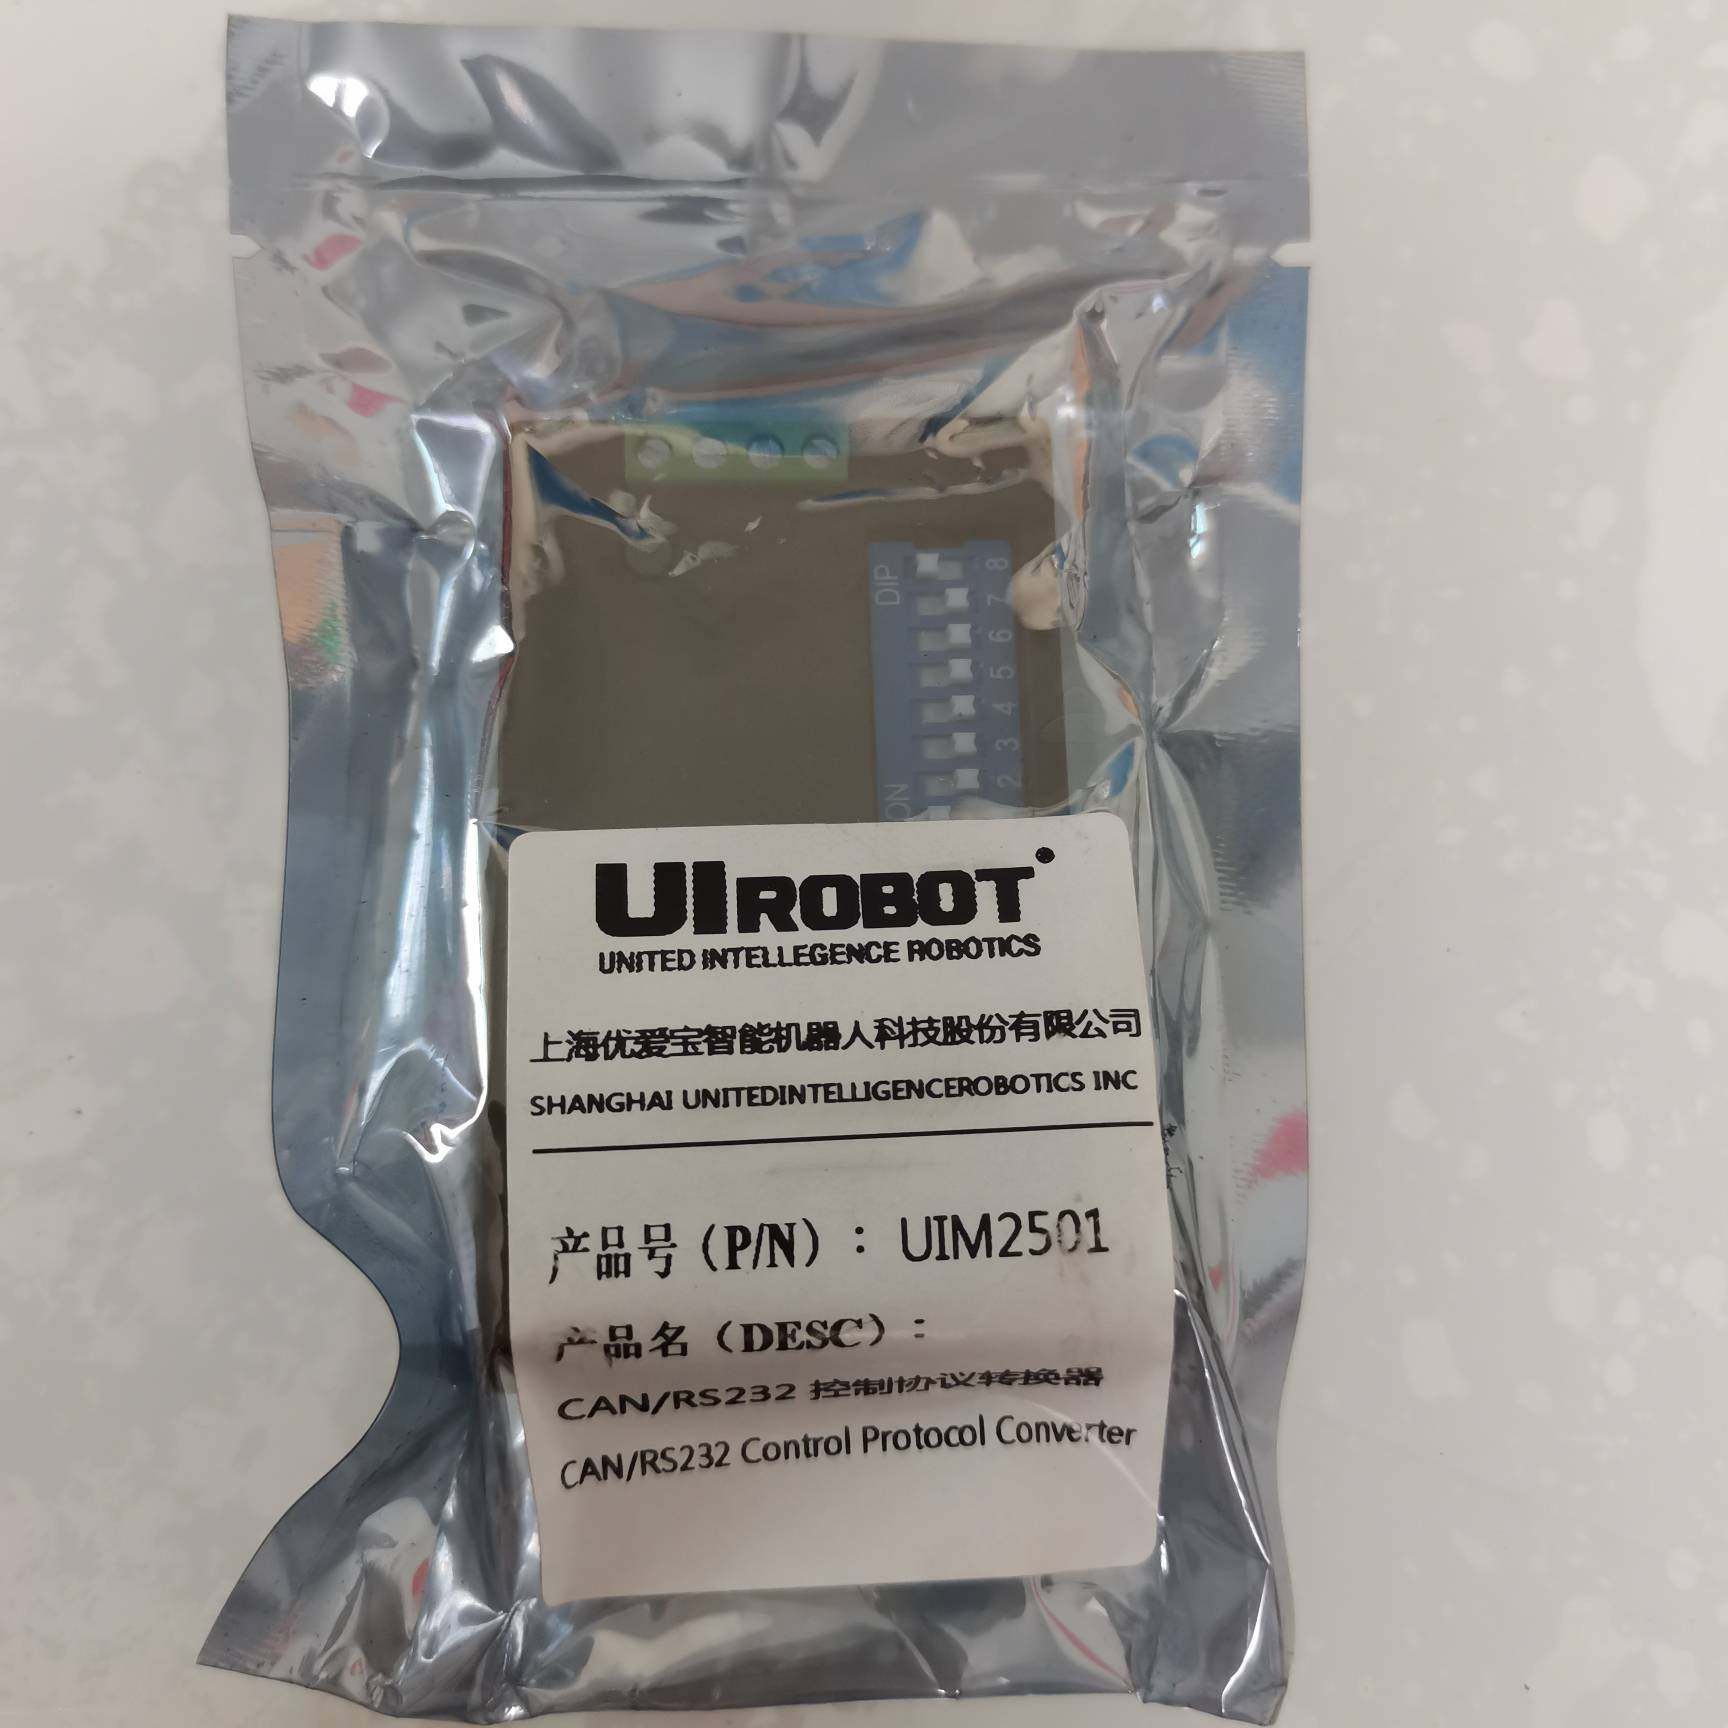 DIP
8
7
6
5
4
3
2
ON
UIROBOT®
UNITED INTELLEGENCE ROBOTICS
上海优爱宝智能机器人科技股份有限公司
SHANGHAI UNITEDINTELLIGENCEROBOTICS INC
产品号（P/N）：UIM2501
产品名（DESC）：
CAN/RS232 控制协议转换器
CAN/RS232 Control Protocol Converter